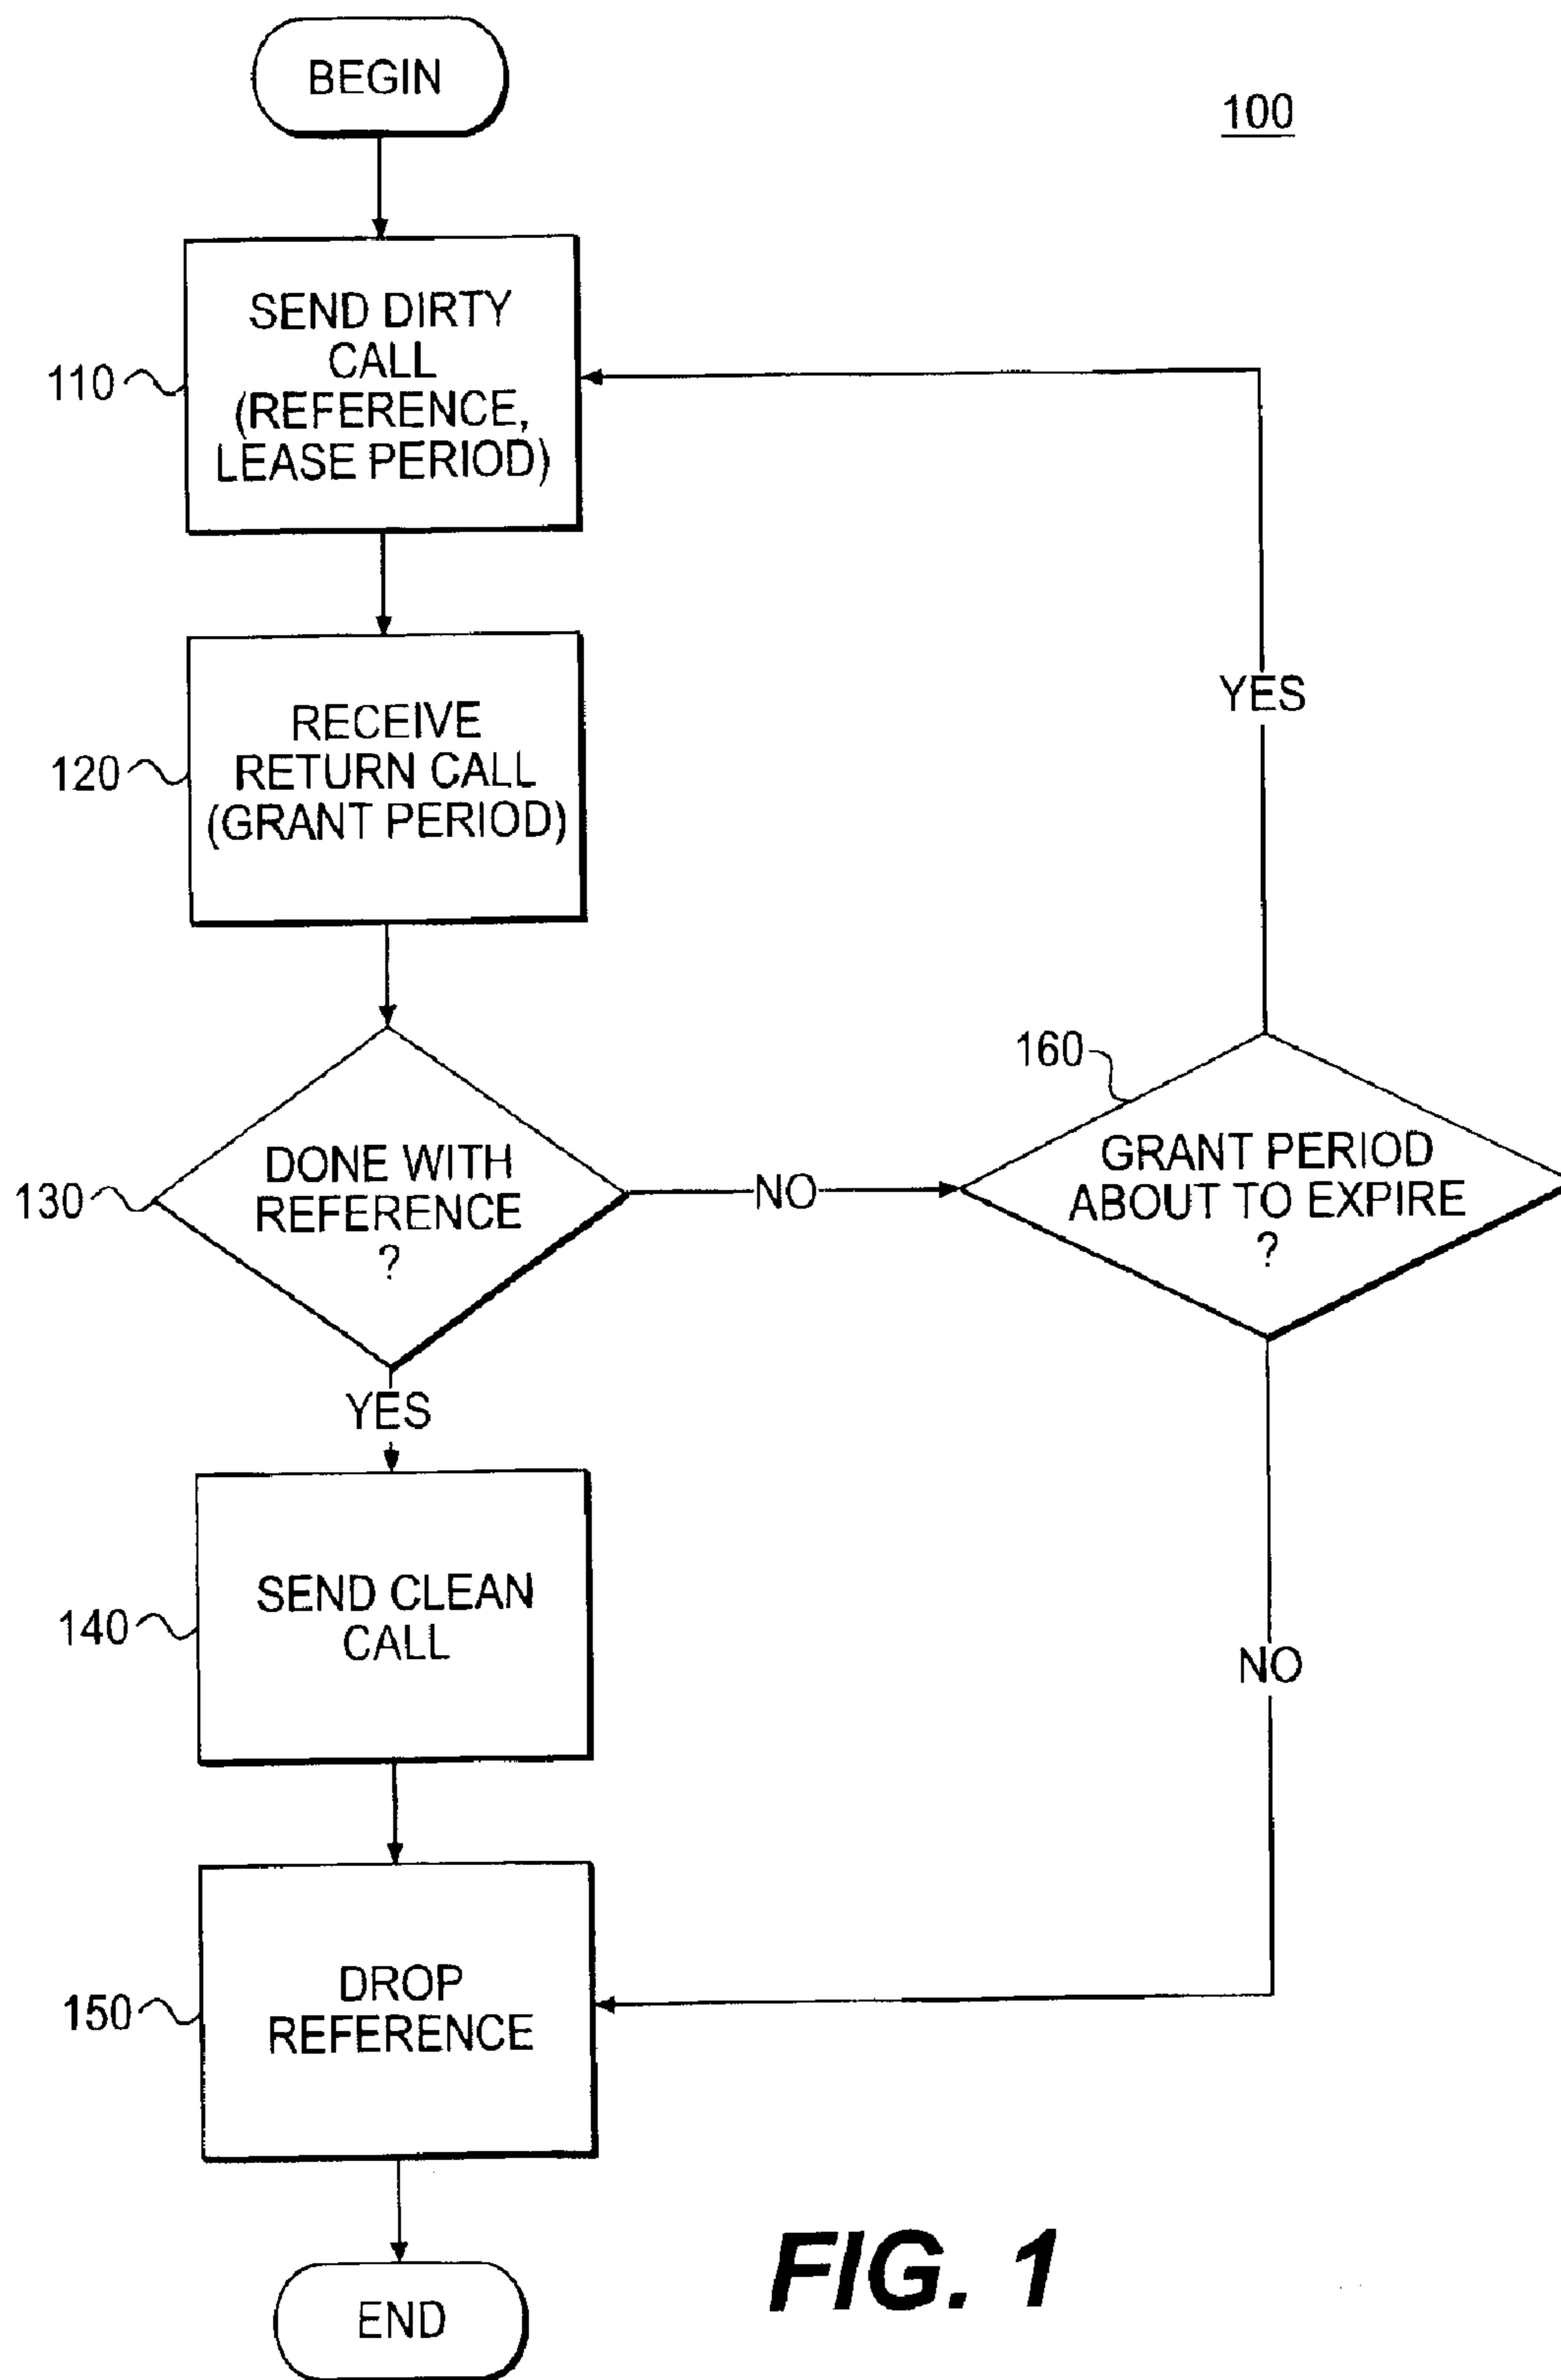 BEGIN
100
SEND DIRTY
CALL
(REFERENCE,
LEASE PERIOD)
110
RECEIVE
RETURN CALL
(GRANT PERIOD)
120
YES
DONE WITH
REFERENCE
?
130
NO
160
GRANT PERIOD
ABOUT TO EXPIRE
?
YES
SEND CLEAN
CALL
140
NO
DROP
REFERENCE
150
END
FIG. 1